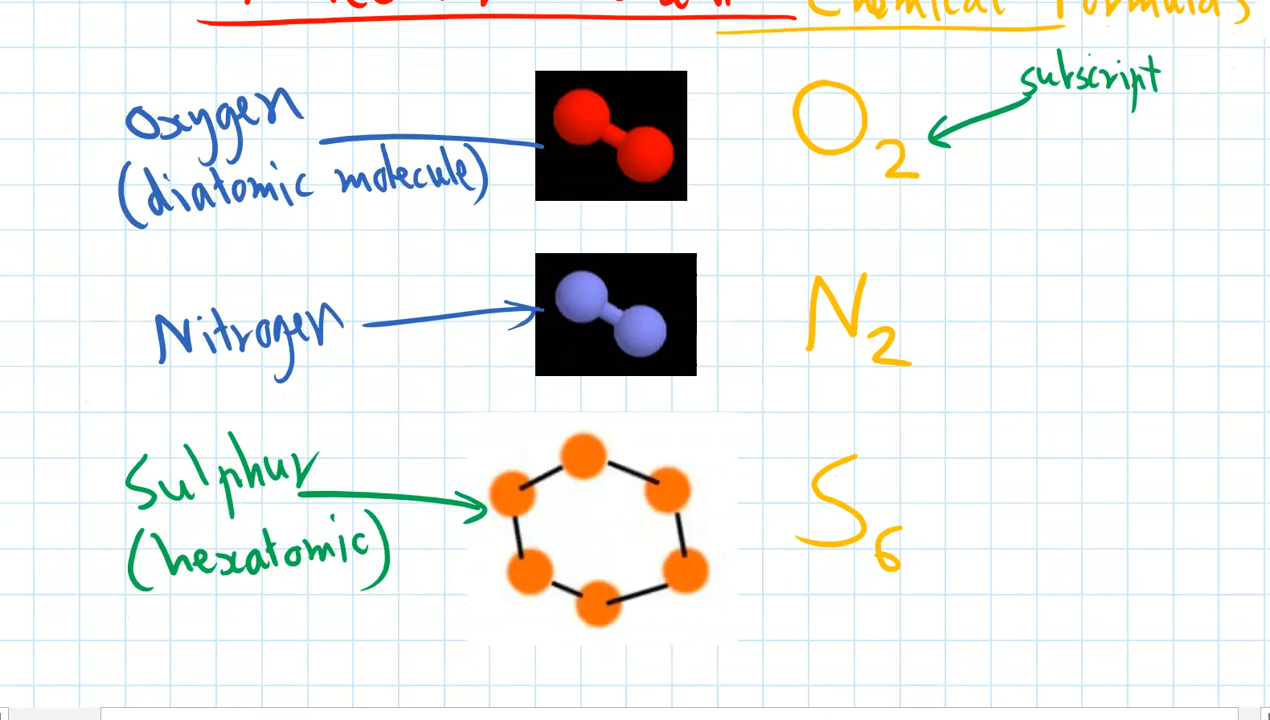 Chemical Formulas
subscript
Oxygen
(diatomic molecule)
O2
Nitrogen
N2
Sulphur
(hexatomic)
S6